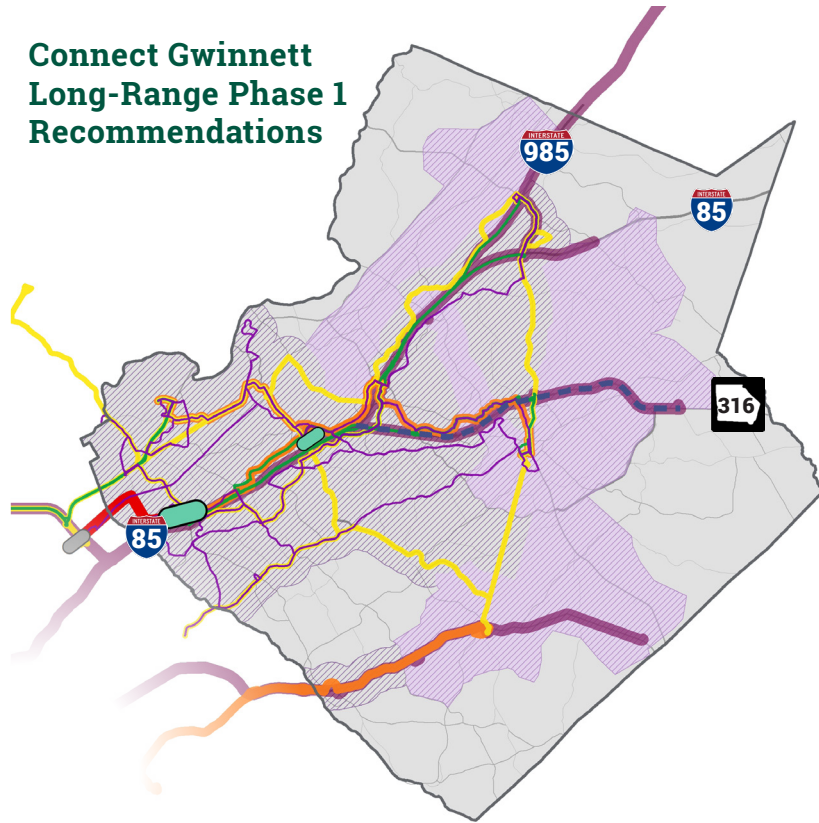 Connect Gwinnett
Long-Range Phase 1
Recommendations
INTERSTATE
985
INTERSTATE
85
316
INTERSTATE
85